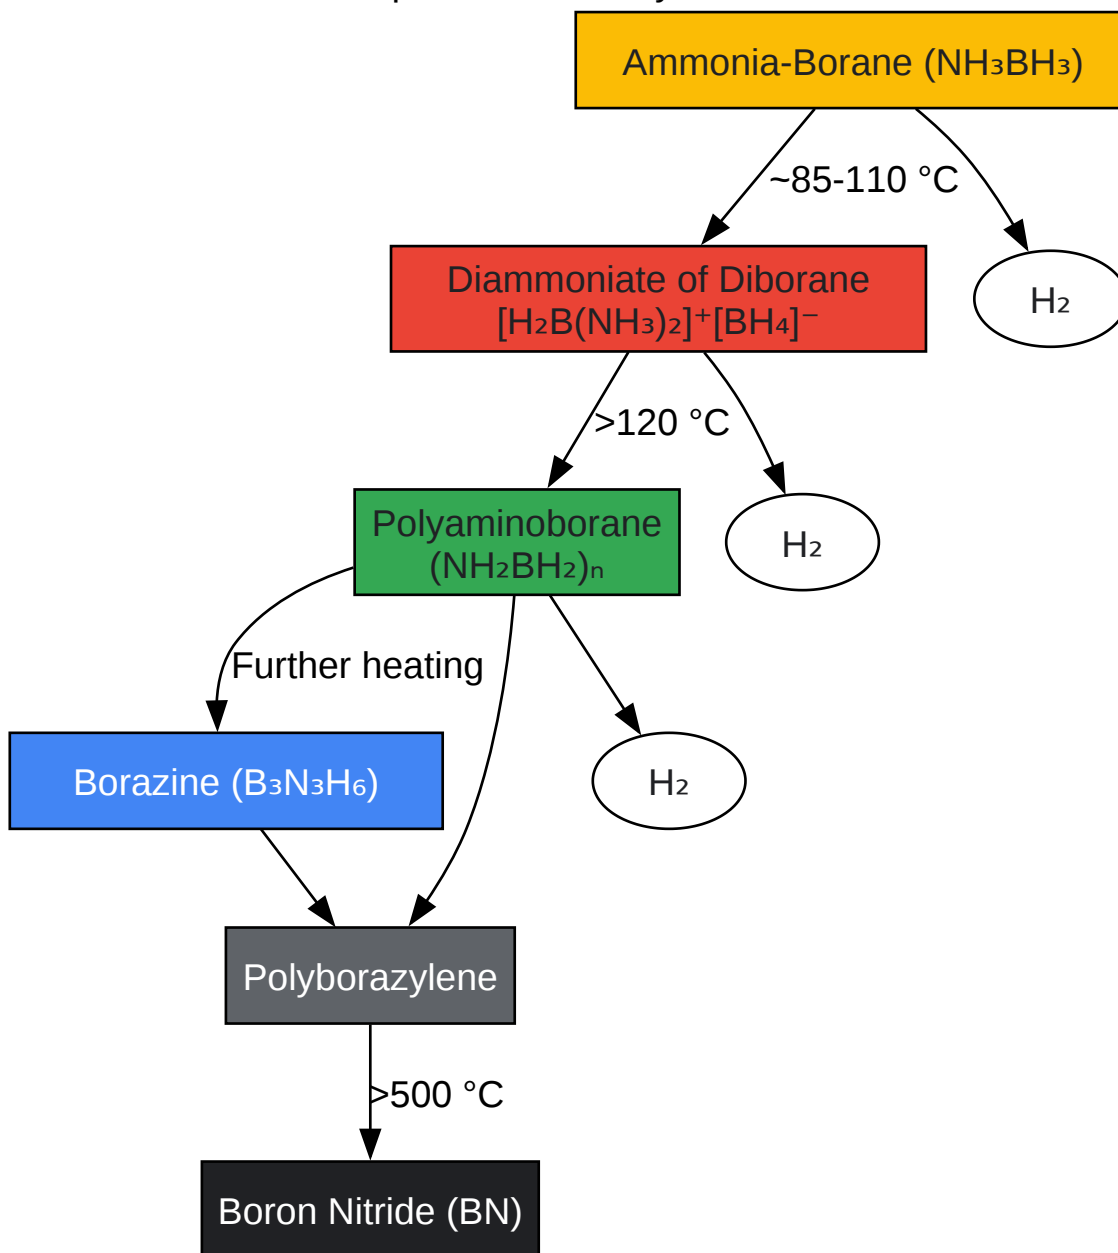 Ammonia-Borane (NH₃BH₃)
~85-110 °C
Diammoniate of Diborane
[H₂B(NH₃)₂]⁺[BH₄]⁻
H₂
>120 °C
Polyaminoborane
(NH₂BH₂)ₙ
H₂
Further heating
Borazine (B₃N₃H₆)
H₂
Polyborazylene
>500 °C
Boron Nitride (BN)